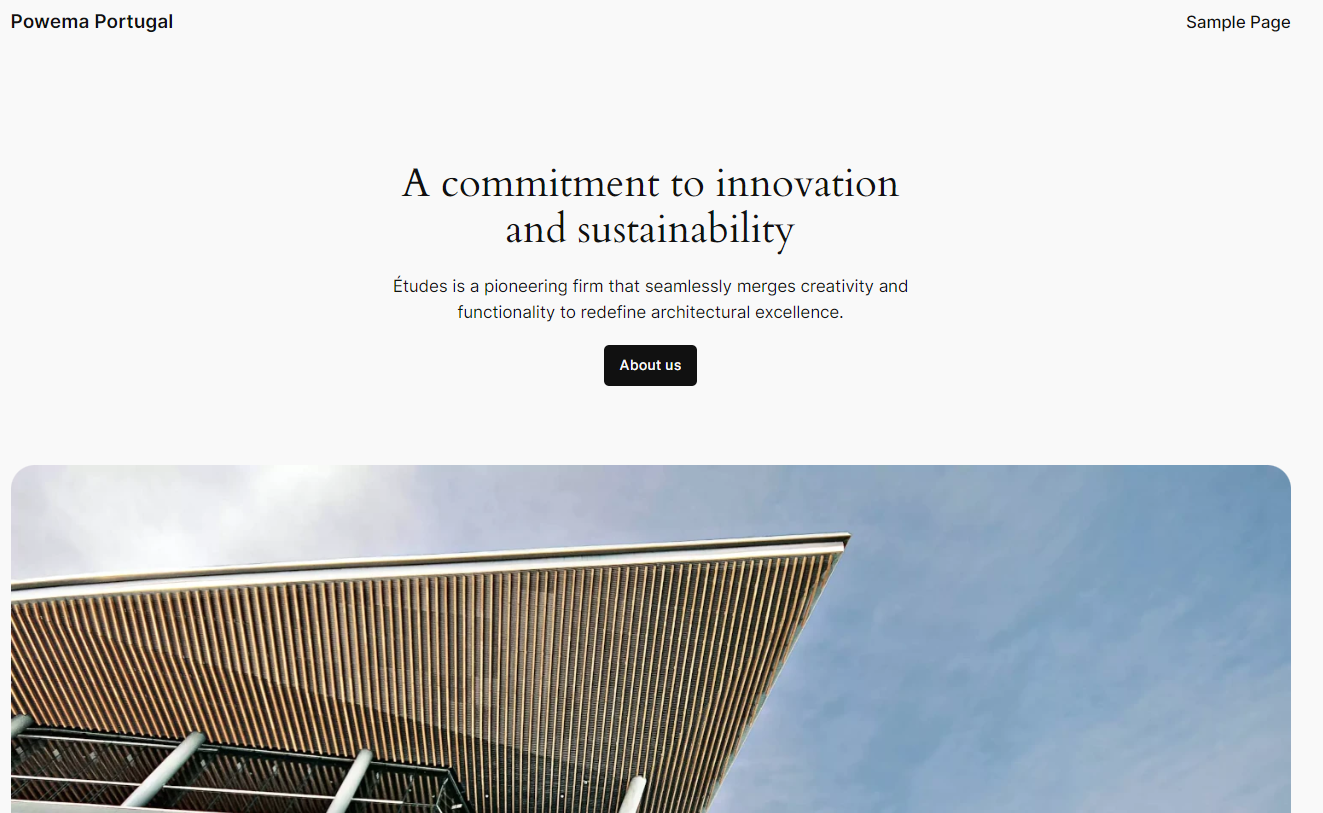 Powema Portugal
Sample Page
A commitment to innovation
and sustainability
Études is a pioneering firm that seamlessly merges creativity and
functionality to redefine architectural excellence.
About us